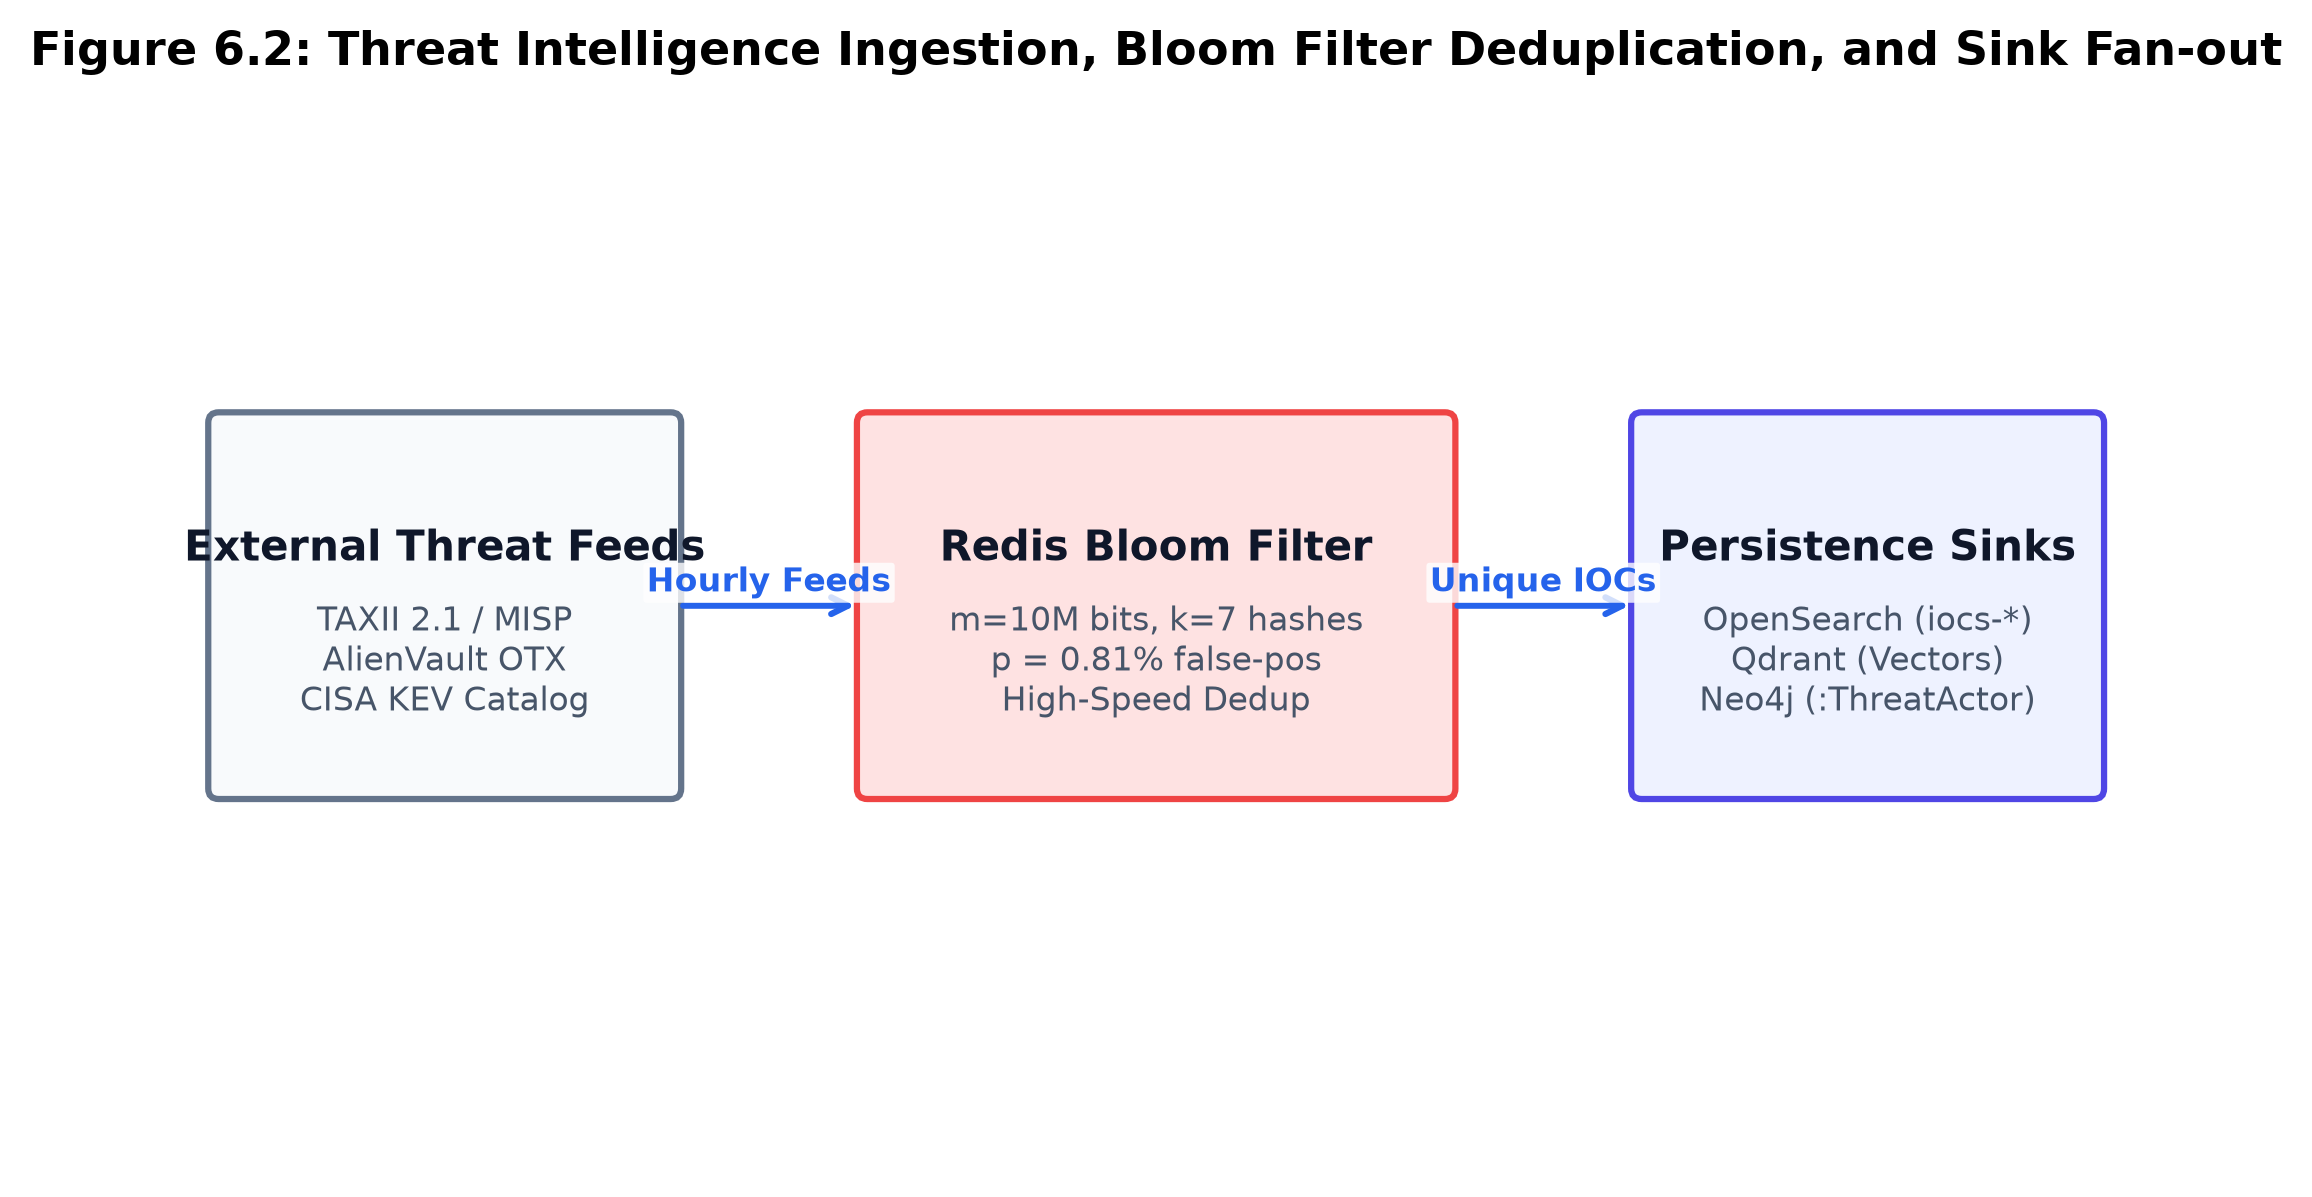 Figure 6.2: Threat Intelligence Ingestion, Bloom Filter Deduplication, and Sink Fan-out
External Threat Feeds
TAXII 2.1 / MISP
AlienVault OTX
CISA KEV Catalog
Hourly Feeds
Redis Bloom Filter
m=10M bits, k=7 hashes
p = 0.81% false-pos
High-Speed Dedup
Unique IOCs
Persistence Sinks
OpenSearch (iocs-*)
Qdrant (Vectors)
Neo4j (:ThreatActor)